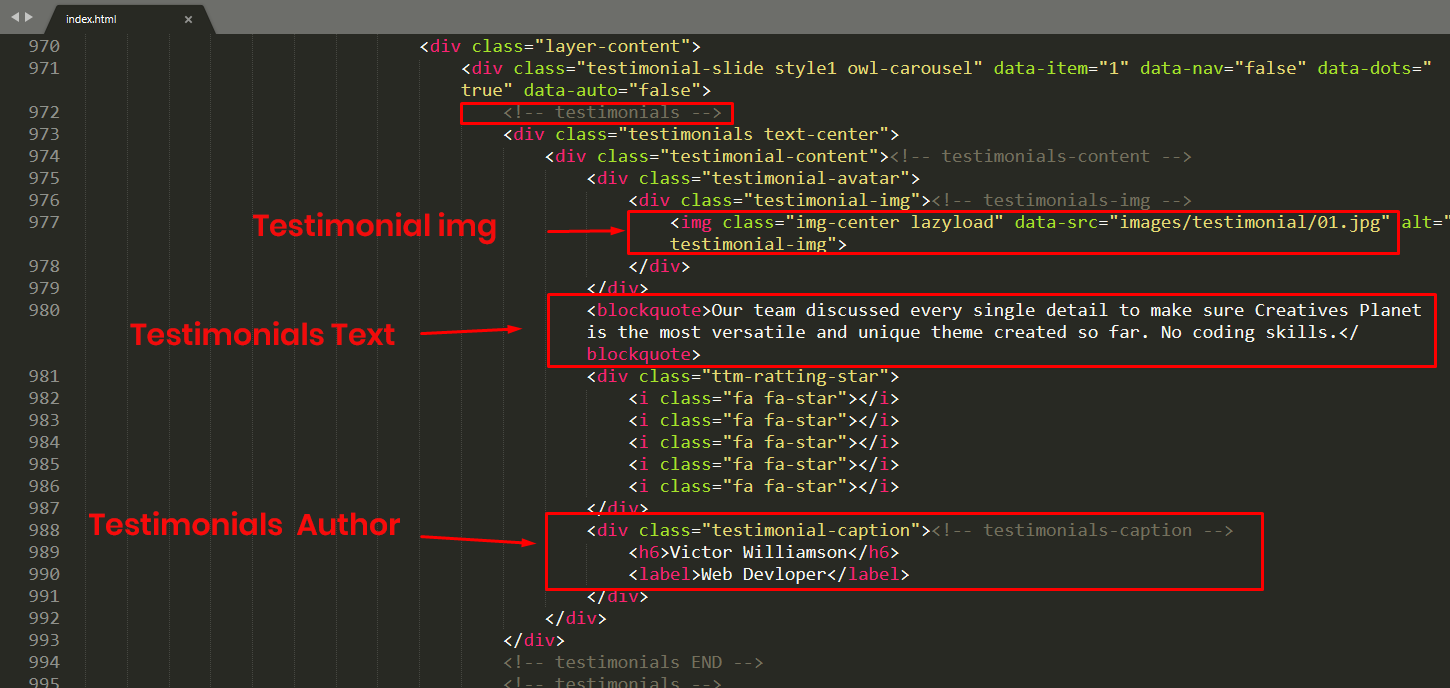 index.html ×
970 <div class="layer-content">
971 <div class="testimonial-slide style1 owl-carousel" data-item="1" data-nav="false" data-dots="
true" data-auto="false">
972 <!-- testimonials -->
973 <div class="testimonials text-center">
974 <div class="testimonial-content"><!-- testimonials-content -->
975 <div class="testimonial-avatar">
976 <div class="testimonial-img"><!-- testimonials-img -->
Testimonial img
977 <img class="img-center lazyload" data-src="images/testimonial/01.jpg" alt="
testimonial-img">
978 </div>
979 </div>
980 <blockquote>Our team discussed every single detail to make sure Creatives Planet
Testimonials Text
is the most versatile and unique theme created so far. No coding skills.</
blockquote>
981 <div class="ttm-ratting-star">
982 <i class="fa fa-star"></i>
983 <i class="fa fa-star"></i>
984 <i class="fa fa-star"></i>
985 <i class="fa fa-star"></i>
986 <i class="fa fa-star"></i>
987 </div>
Testimonials Author
988 <div class="testimonial-caption"><!-- testimonials-caption -->
989 <h6>Victor Williamson</h6>
990 <label>Web Devloper</label>
991 </div>
992 </div>
993 </div>
994 <!-- testimonials END -->
995 <!-- testimonials -->